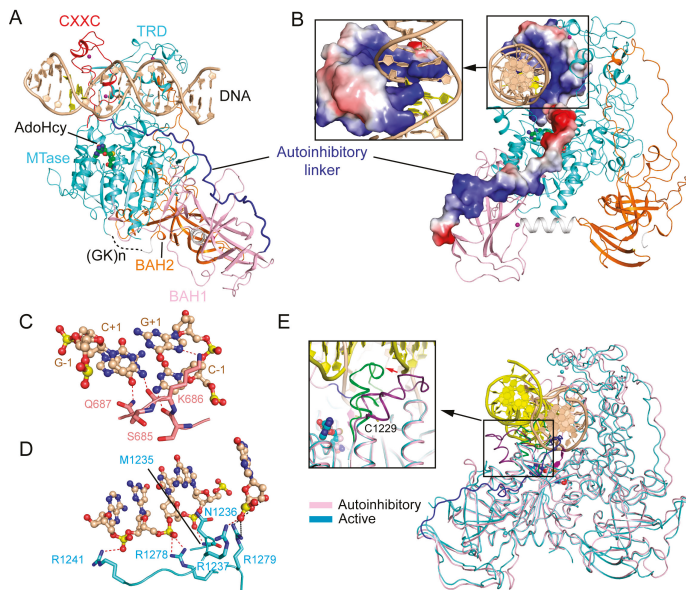 A
CXXC
TRD
DNA
AdoHcy
MTase
Autoinhibitory
linker
(GK)n
BAH2
BAH1
B
C
C+1
G+1
G-1
C-1
Q687
K686
S685
D
M1235
N1236
R1241
R1278
R1237
R1279
E
C1229
Autoinhibitory
Active